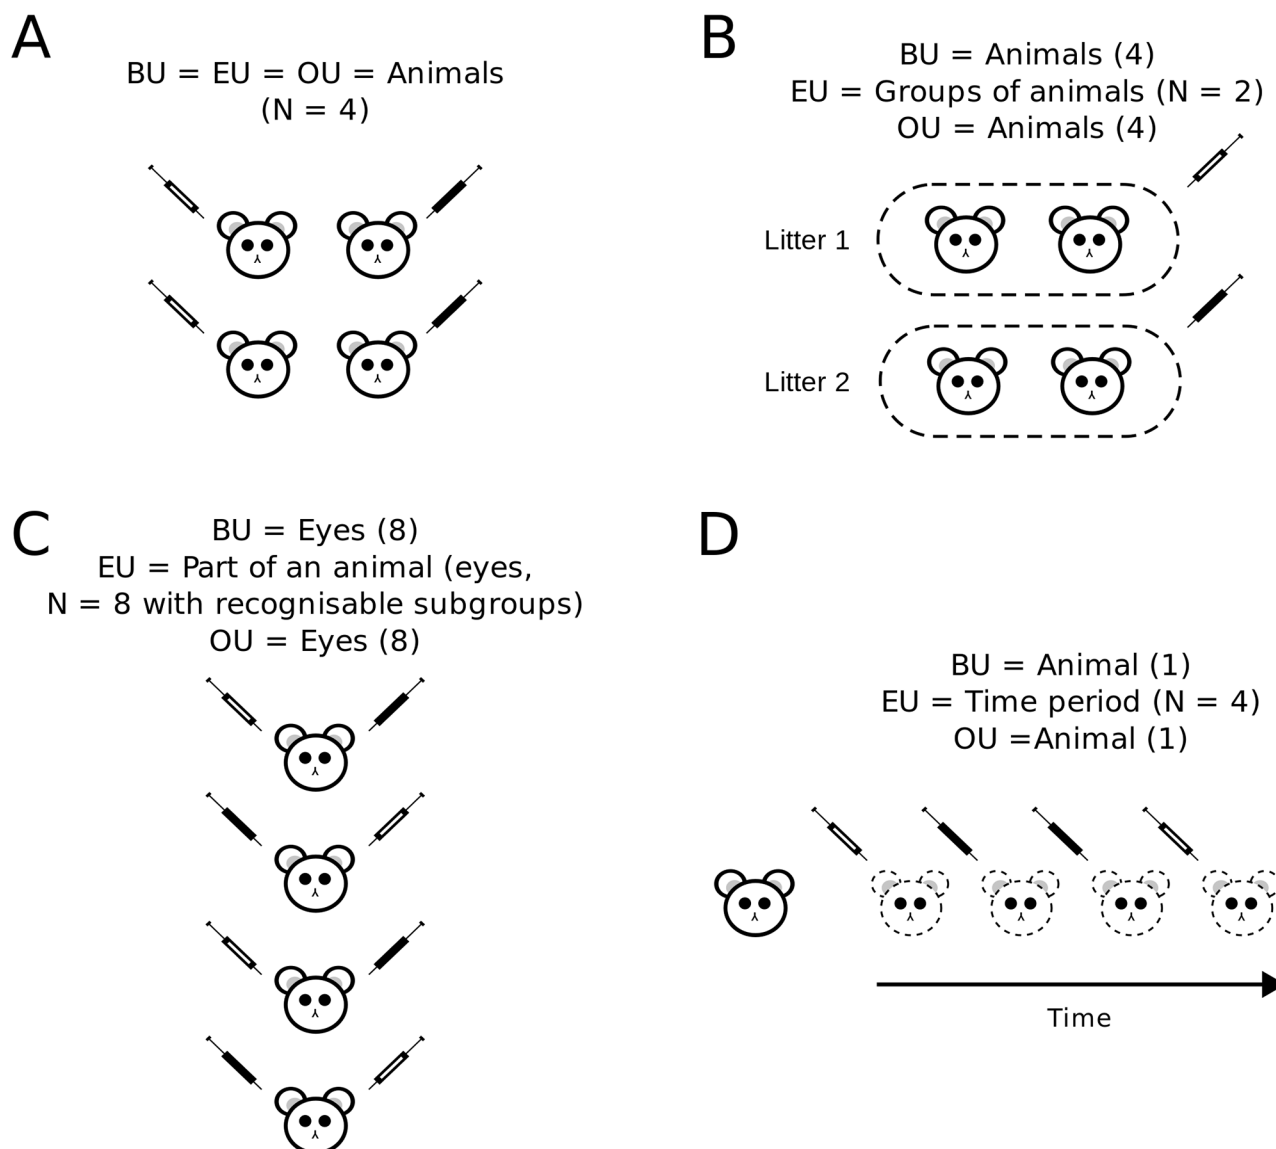 A
BU = EU = OU = Animals
(N = 4)
B
BU = Animals (4)
EU = Groups of animals (N = 2)
OU = Animals (4)
Litter 1
Litter 2
C
BU = Eyes (8)
EU = Part of an animal (eyes,
N = 8 with recognisable subgroups)
OU = Eyes (8)
D
BU = Animal (1)
EU = Time period (N = 4)
OU =Animal (1)
Time